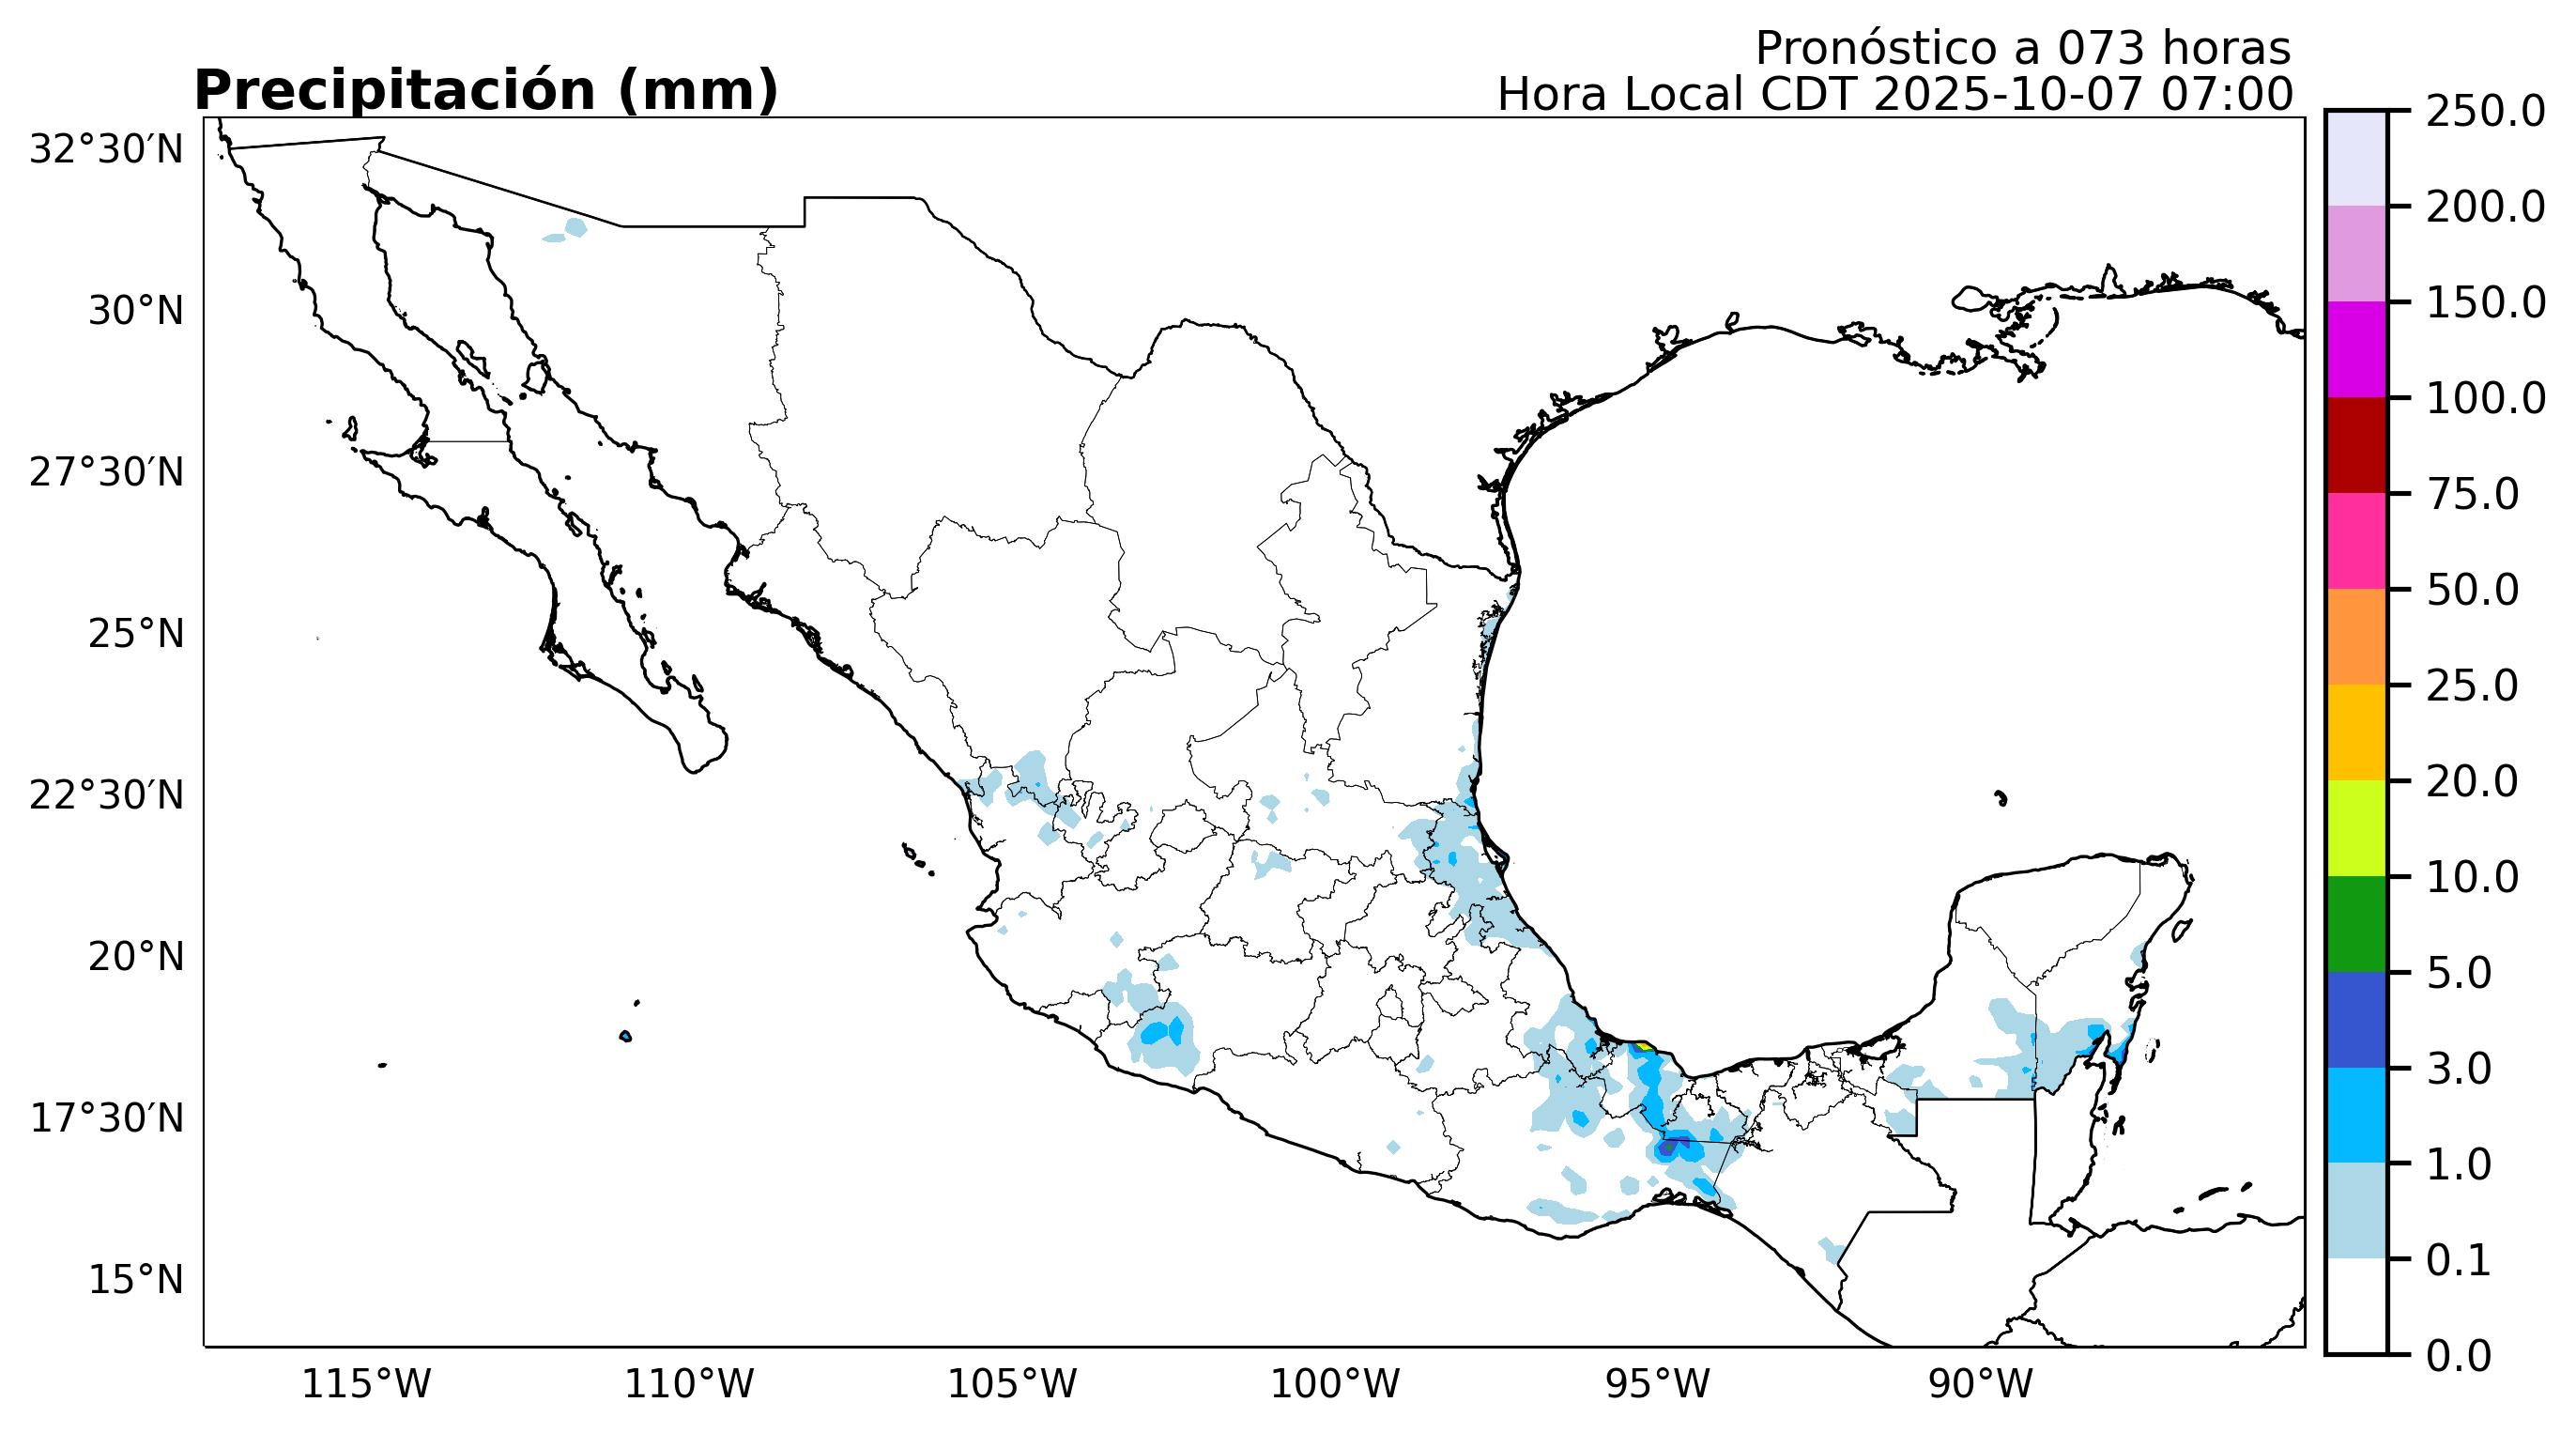 Pronóstico a 073 horas
Precipitación (mm)
Hora Local CDT 2025-10-07 07:00
32°30′N
30°N
27°30′N
25°N
22°30′N
20°N
17°30′N
15°N
115°W
110°W
105°W
100°W
95°W
90°W
250.0
200.0
150.0
100.0
75.0
50.0
25.0
20.0
10.0
5.0
3.0
1.0
0.1
0.0